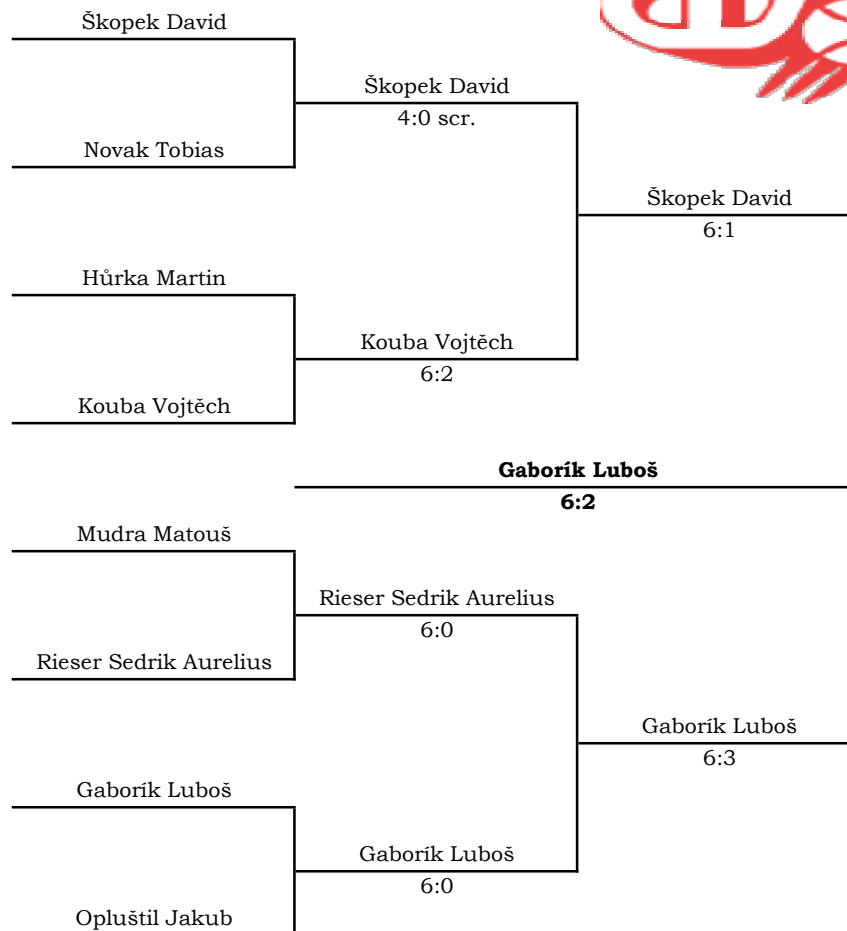 Škopek David
Škopek David
4:0 scr.
Novak Tobias
Škopek David
6:1
Hůrka Martin
Kouba Vojtěch
6:2
Kouba Vojtěch
Gaborík Luboš
6:2
Mudra Matouš
Rieser Sedrik Aurelius
6:0
Rieser Sedrik Aurelius
Gaborík Luboš
6:3
Gaborík Luboš
Gaborík Luboš
6:0
Opluštil Jakub